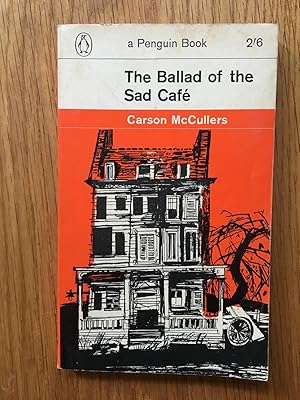 a Penguin Book 2/6
The Ballad of the
Sad Café
Carson McCullers